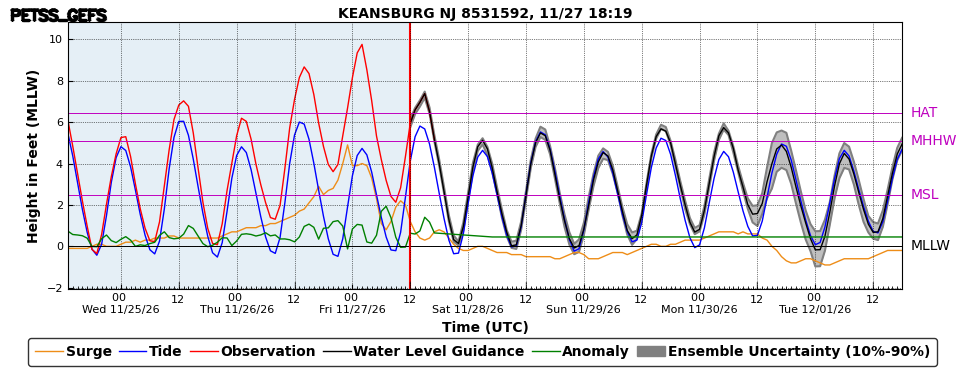 PETSS_GEFS
KEANSBURG NJ 8531592, 11/27 18:19
Height in Feet (MLLW)
10
8
6
4
2
0
−2
HAT
MHHW
MSL
MLLW
00 12 00 12 00 12 00 12 00 12 00 12 00 12
Wed 11/25/26 Thu 11/26/26 Fri 11/27/26 Sat 11/28/26 Sun 11/29/26 Mon 11/30/26 Tue 12/01/26
Time (UTC)
Surge Tide Observation Water Level Guidance Anomaly Ensemble Uncertainty (10%-90%)